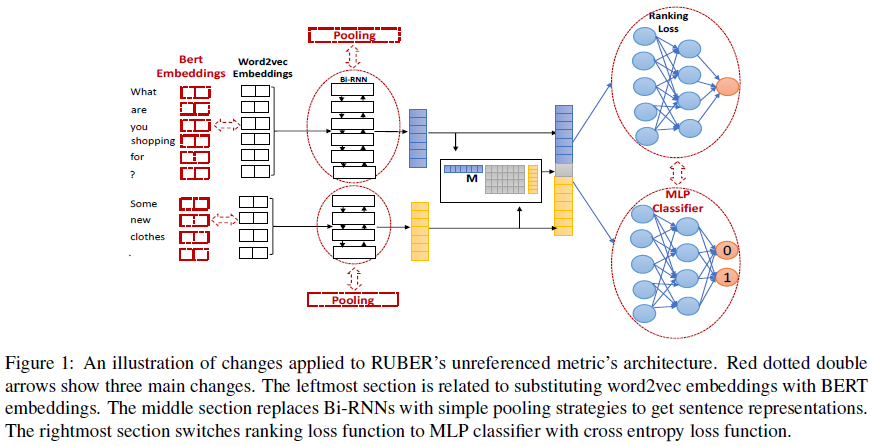 Ranking
Loss
Pooling
Bert
Embeddings
Word2vec
Embeddings
Bi-RNN
What
are
you
shopping
for
?
M
Some
new
clothes
.
MLP
Classifier
0
1
Pooling
Figure 1: An illustration of changes applied to RUBER's unreferenced metric's architecture. Red dotted double
arrows show three main changes. The leftmost section is related to substituting word2vec embeddings with BERT
embeddings. The middle section replaces Bi-RNNs with simple pooling strategies to get sentence representations.
The rightmost section switches ranking loss function to MLP classifier with cross entropy loss function.